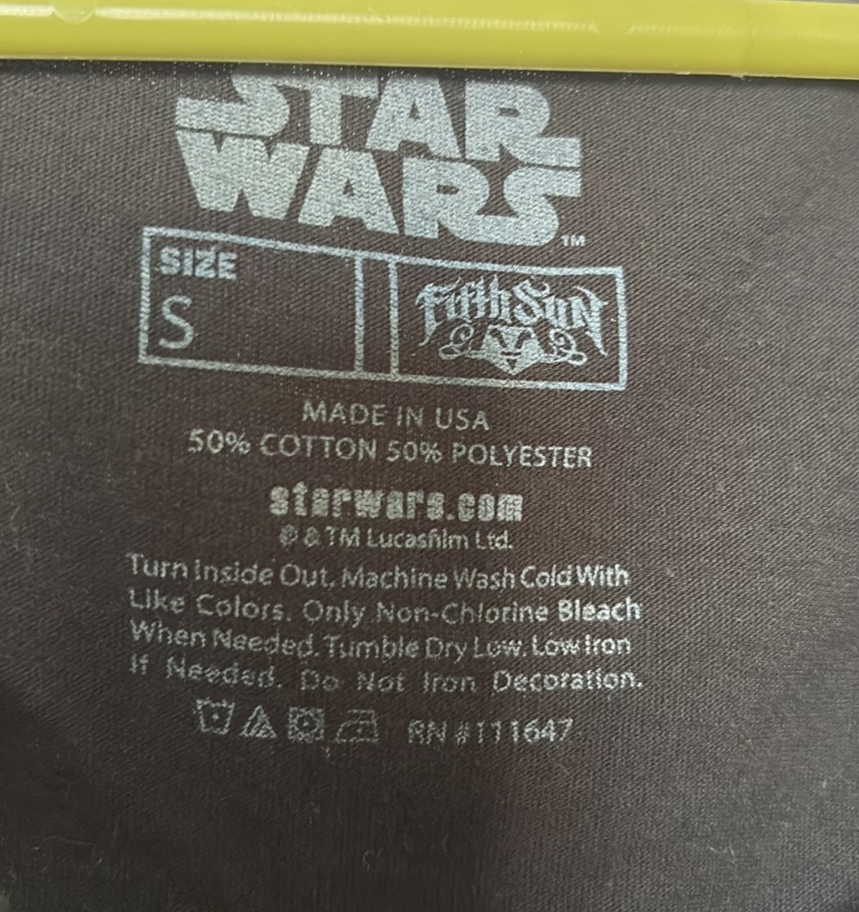 STAR
WARS™
SIZE
S
FifthSun
MADE IN USA
50% COTTON 50% POLYESTER
starwars.com
© & TM Lucasfilm Ltd.
Turn Inside Out. Machine Wash Cold With
Like Colors. Only Non-Chlorine Bleach
When Needed. Tumble Dry Low. Low Iron
If Needed. Do Not Iron Decoration.
RN #111647